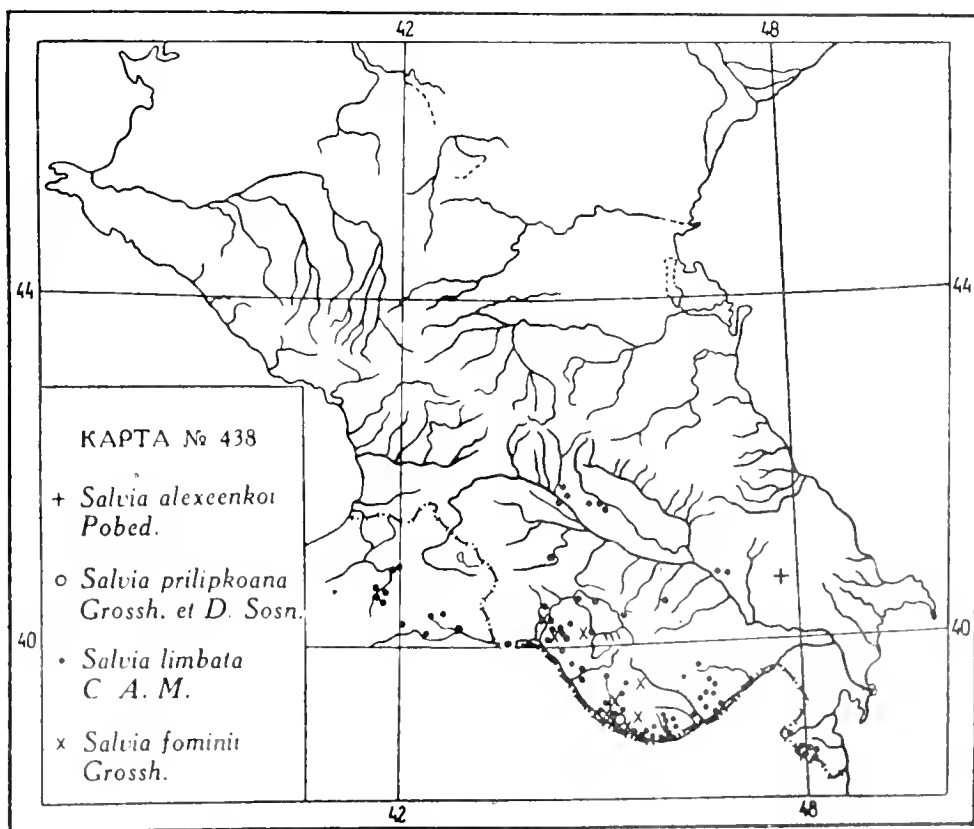 42 48
44 44
КАРТА № 438
+ Salvia alexeenkoi
Pobed.
o Salvia prilipkoana
Grossh. et D. Sosn.
• Salvia limbata
C A. M.
x Salvia fominii
Grossh.
40 40
42 48